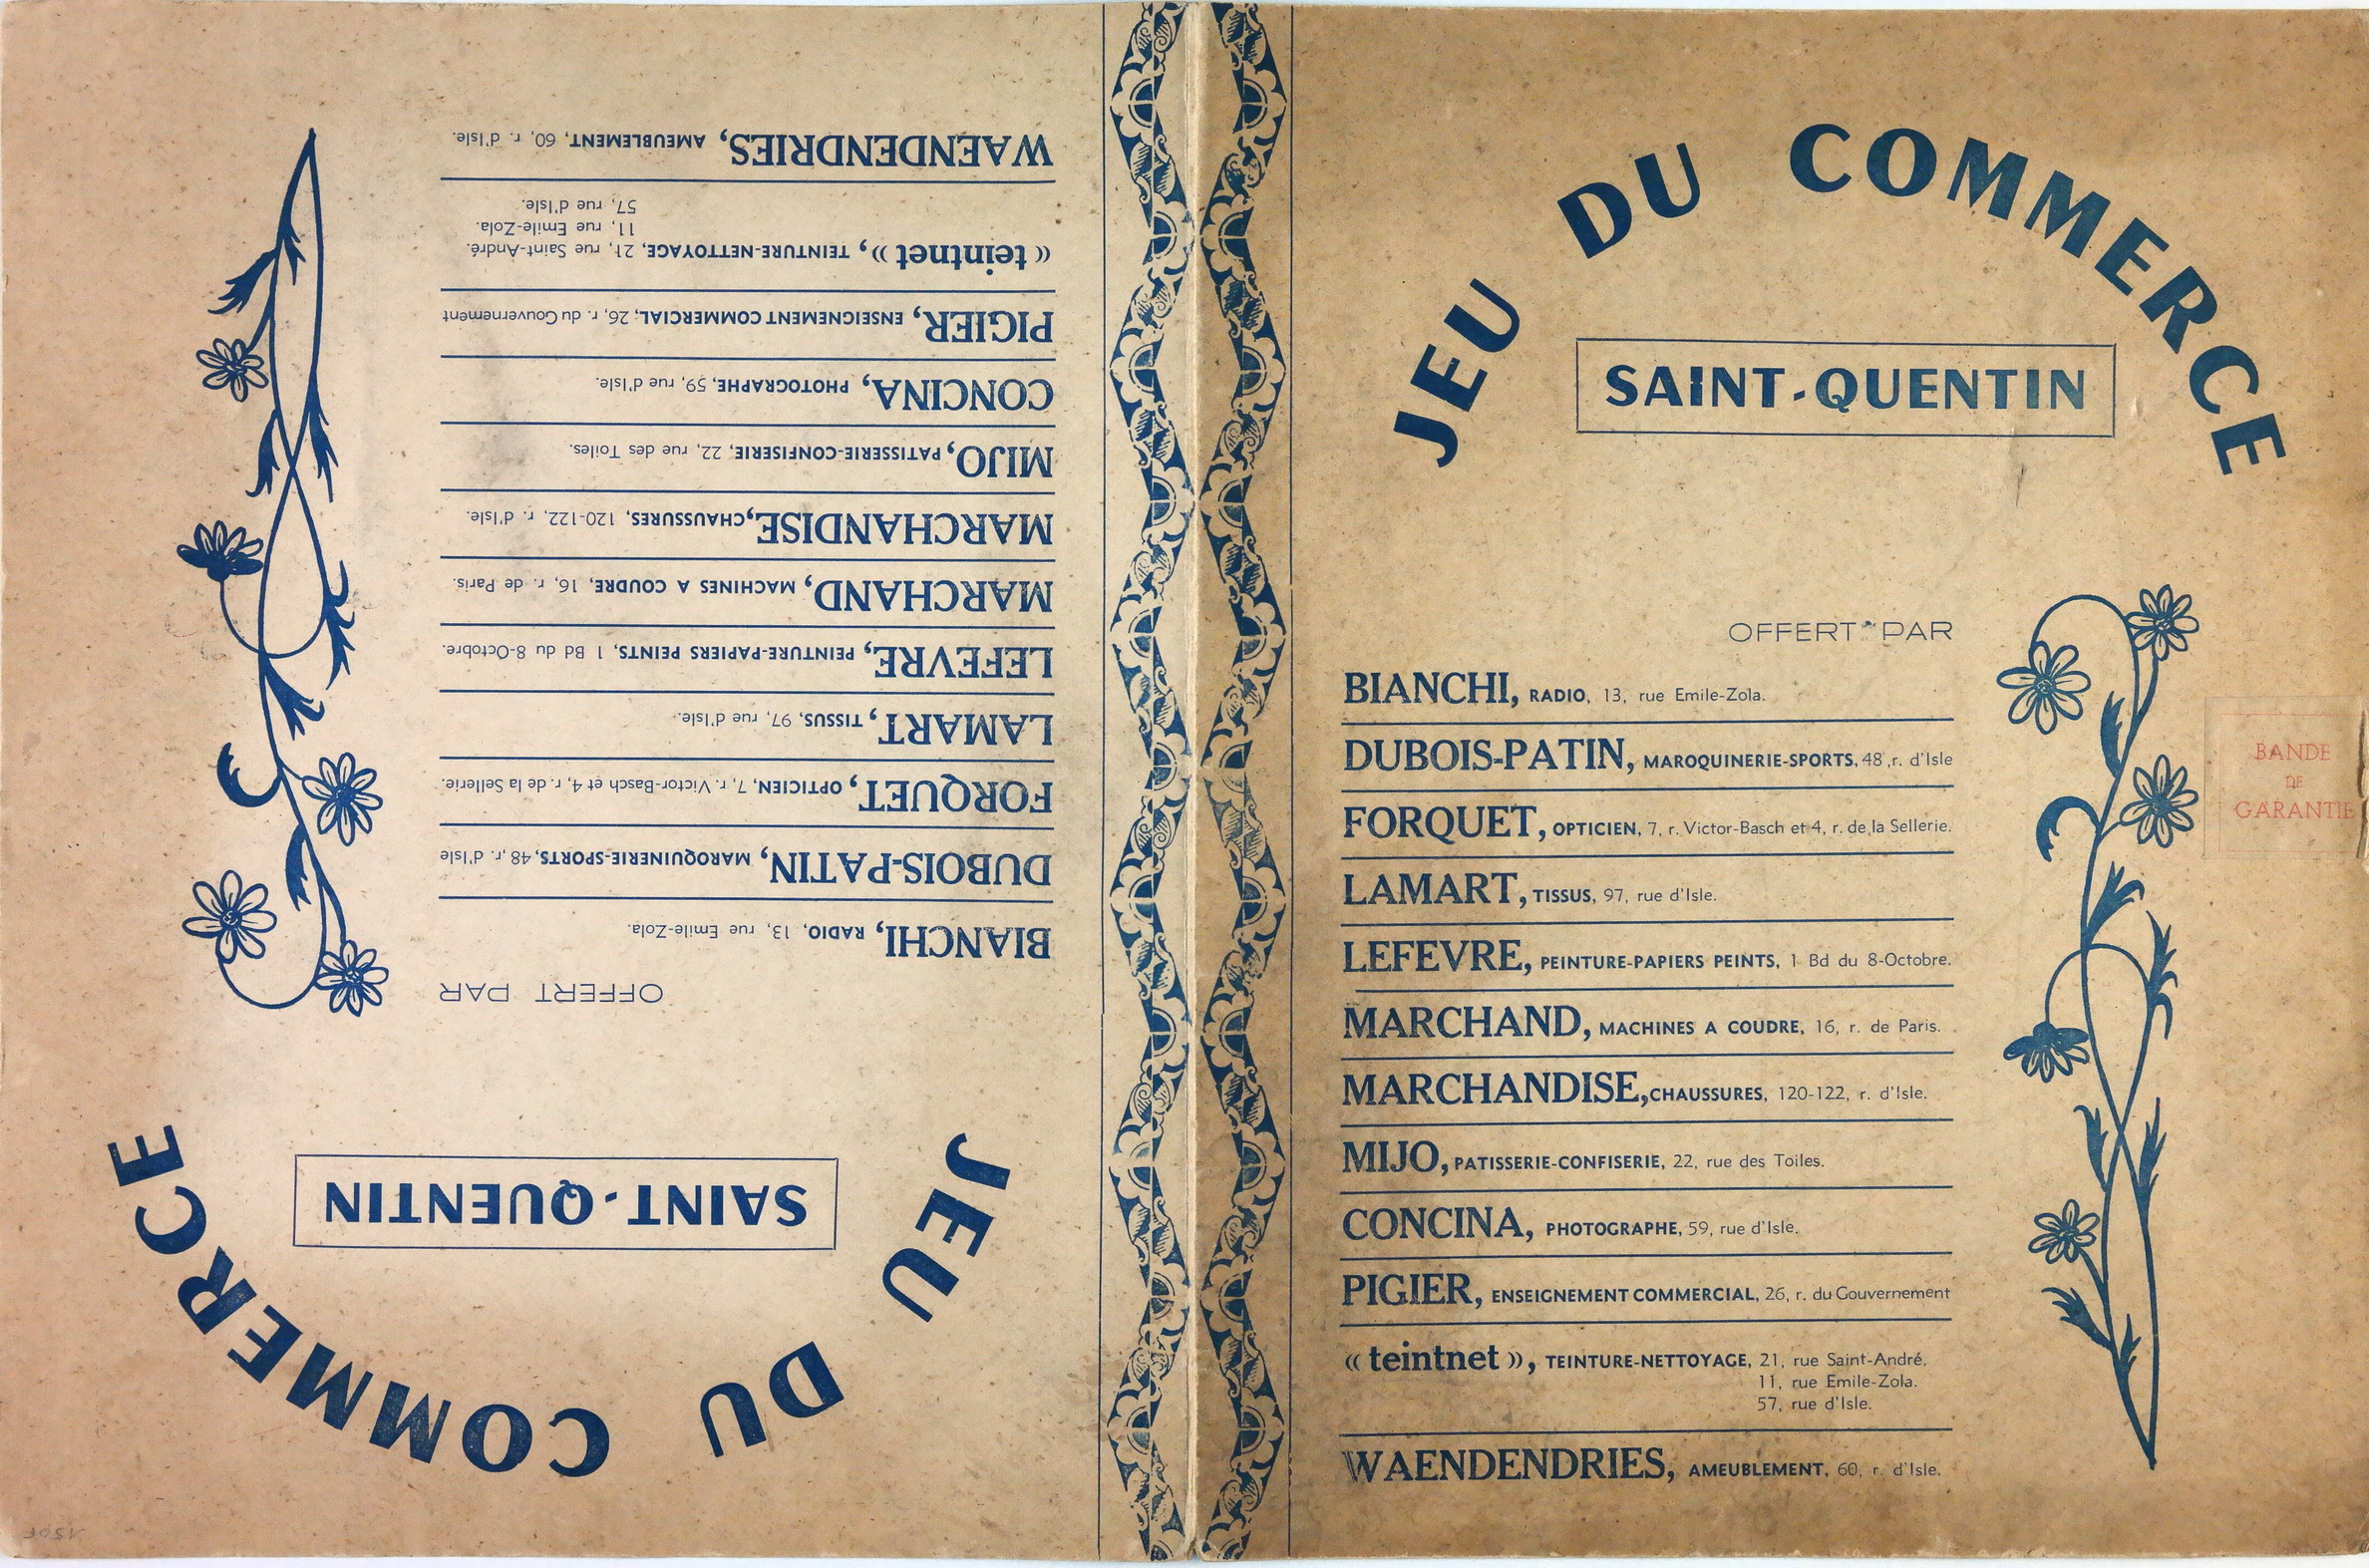 JEU DU COMMERCE
SAINT-QUENTIN
OFFERT PAR
BIANCHI, RADIO, 13, rue Emile-Zola.
DUBOIS-PATIN, MAROQUINERIE-SPORTS, 48,r. d'Isle
FORQUET, OPTICIEN, 7, r. Victor-Basch et 4, r. de la Sellerie.
LAMART, TISSUS, 97, rue d'Isle.
LEFEVRE, PEINTURE-PAPIERS PEINTS, 1 Bd du 8-Octobre.
MARCHAND, MACHINES A COUDRE, 16, r. de Paris.
MARCHANDISE, CHAUSSURES, 120-122, r. d'Isle.
MIJO, PATISSERIE-CONFISERIE, 22, rue des Toiles.
CONCINA, PHOTOGRAPHE, 59, rue d'Isle.
PIGIER, ENSEIGNEMENT COMMERCIAL, 26, r. du Gouvernement
« teintnet », TEINTURE-NETTOYAGE, 21, rue Saint-André.
11, rue Emile-Zola.
57, rue d'Isle.
WAENDENDRIES, AMEUBLEMENT, 60, r. d'Isle.
JEU DU COMMERCE
SAINT-QUENTIN
OFFERT PAR
BIANCHI, RADIO, 13, rue Emile-Zola.
DUBOIS-PATIN, MAROQUINERIE-SPORTS, 48,r. d'Isle
FORQUET, OPTICIEN, 7, r. Victor-Basch et 4, r. de la Sellerie.
LAMART, TISSUS, 97, rue d'Isle.
LEFEVRE, PEINTURE-PAPIERS PEINTS, 1 Bd du 8-Octobre.
MARCHAND, MACHINES A COUDRE, 16, r. de Paris.
MARCHANDISE, CHAUSSURES, 120-122, r. d'Isle.
MIJO, PATISSERIE-CONFISERIE, 22, rue des Toiles.
CONCINA, PHOTOGRAPHE, 59, rue d'Isle.
PIGIER, ENSEIGNEMENT COMMERCIAL, 26, r. du Gouvernement
« teintnet », TEINTURE-NETTOYAGE, 21, rue Saint-André.
11, rue Emile-Zola.
57, rue d'Isle.
WAENDENDRIES, AMEUBLEMENT, 60, r. d'Isle.
BANDE
DE
GARANTIE